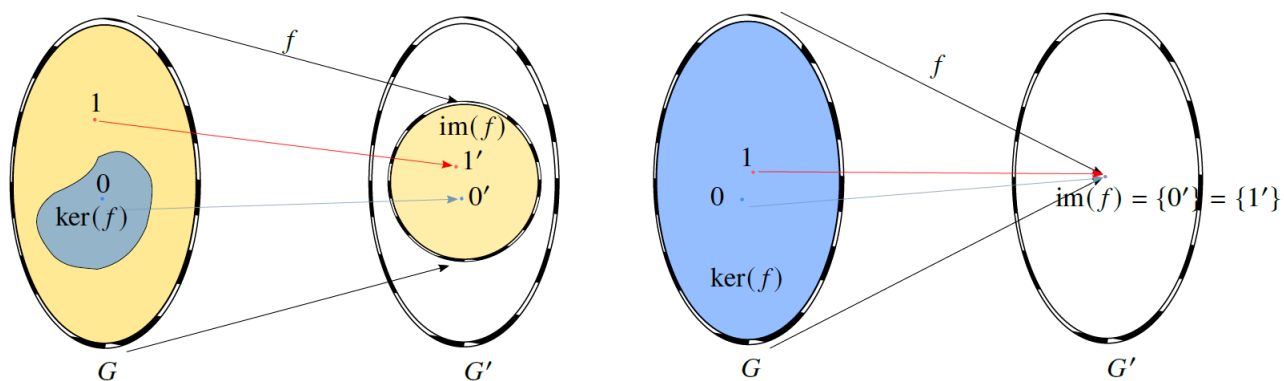 f
1
im(f)
1′
0
0′
ker(f)
G
G′
f
1
0
im(f) = {0′} = {1′}
ker(f)
G
G′